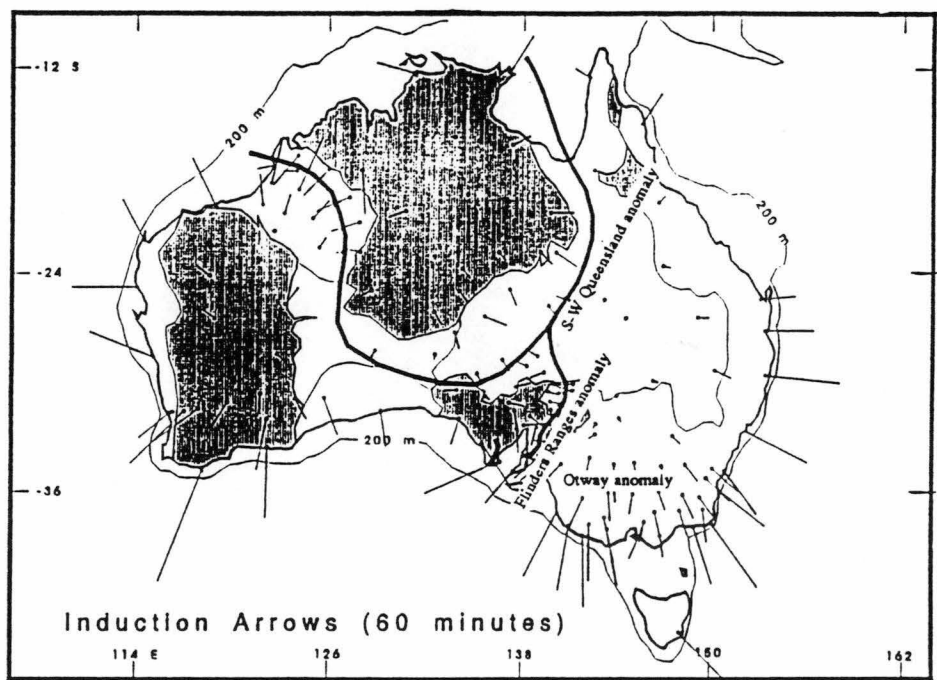 -12 S
200 m
S-W Queensland anomaly
200 m
-24
Flinders Ranges anomaly
200 m
-36
Otway anomaly
Induction Arrows (60 minutes)
114 E
126
138
150
162